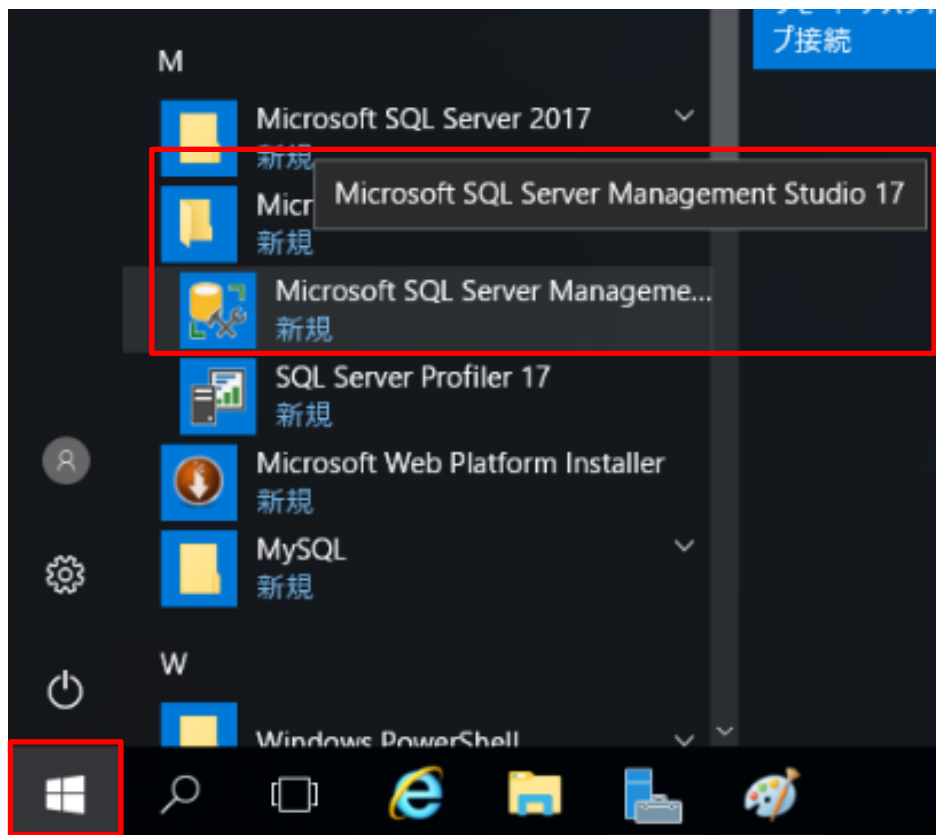 プ接続
M
Microsoft SQL Server 2017
新規
Micr
Microsoft SQL Server Management Studio 17
新規
Microsoft SQL Server Manageme...
新規
SQL Server Profiler 17
新規
Microsoft Web Platform Installer
新規
MySQL
新規
W
Windows PowerShell